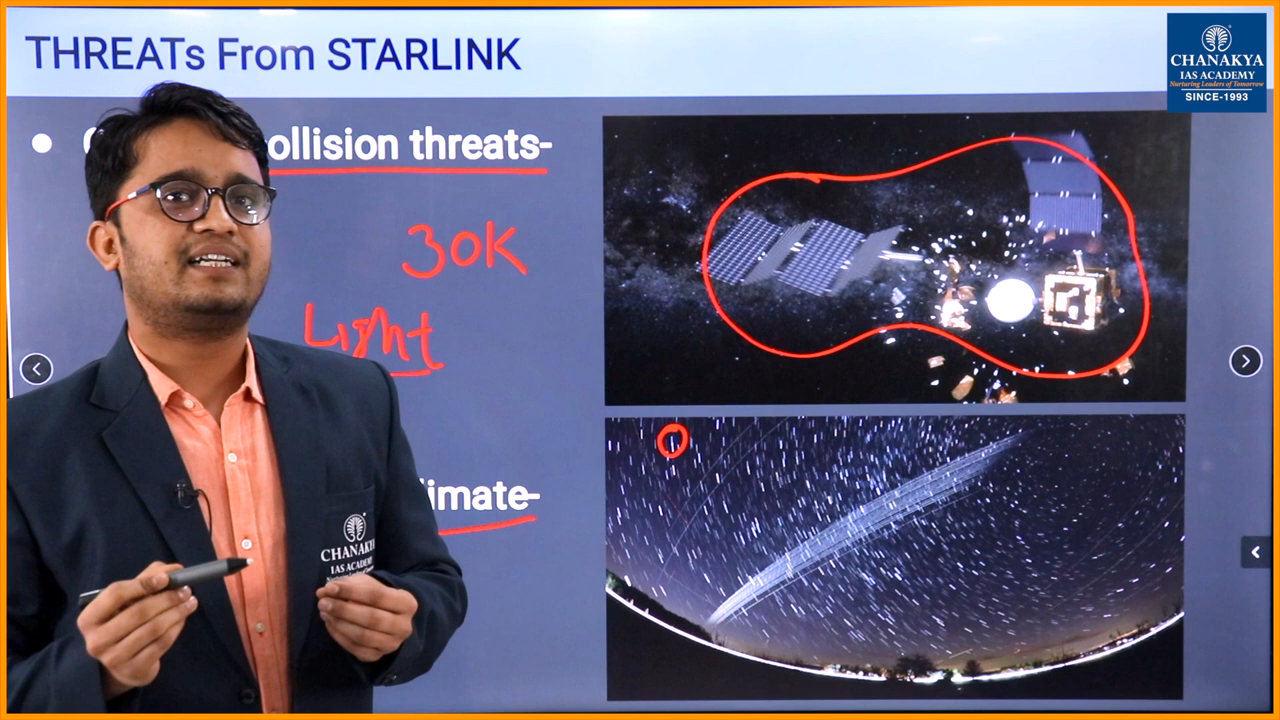 THREATs From STARLINK
CHANAKYA
IAS ACADEMY
Nurturing Leaders of Tomorrow
SINCE-1993
ollision threats-
30K
Light
limate-
CHANAKYA
IAS ACADEMY